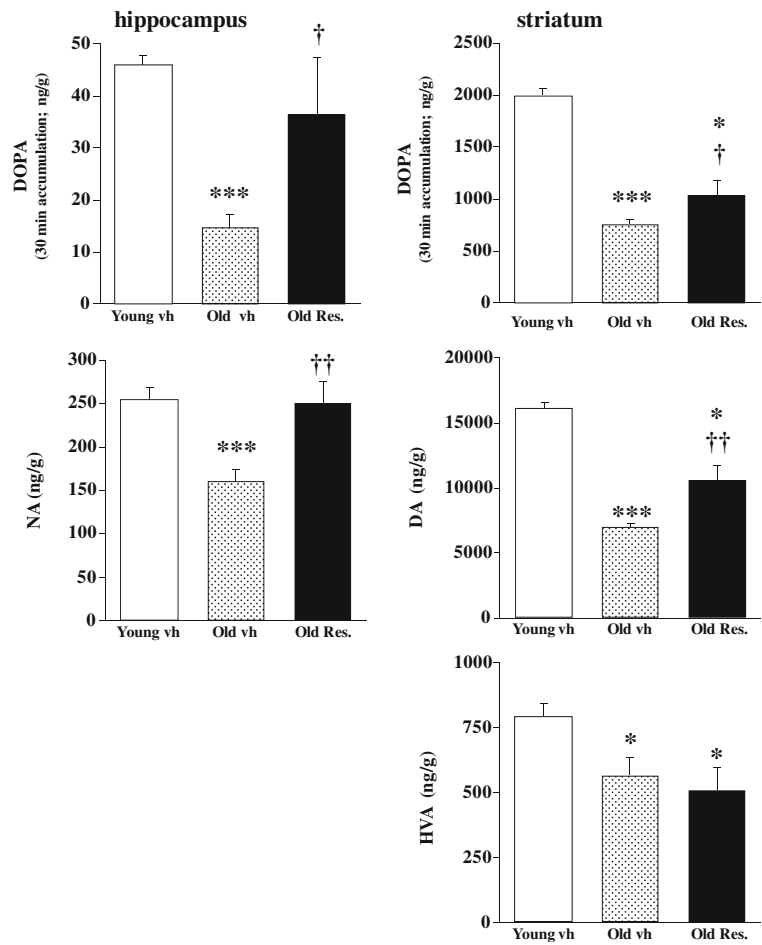 hippocampus
DOPA
(30 min accumulation; ng/g)
50
40
30
20
10
0
***
†
Young vh Old vh Old Res.
striatum
DOPA
(30 min accumulation; ng/g)
2500
2000
1500
1000
500
0
***
*
†
Young vh Old vh Old Res.
NA (ng/g)
300
250
200
150
100
50
0
***
††
Young vh Old vh Old Res.
DA (ng/g)
20000
15000
10000
5000
0
***
*
††
Young vh Old vh Old Res.
HVA (ng/g)
1000
750
500
250
0
*
*
Young vh Old vh Old Res.